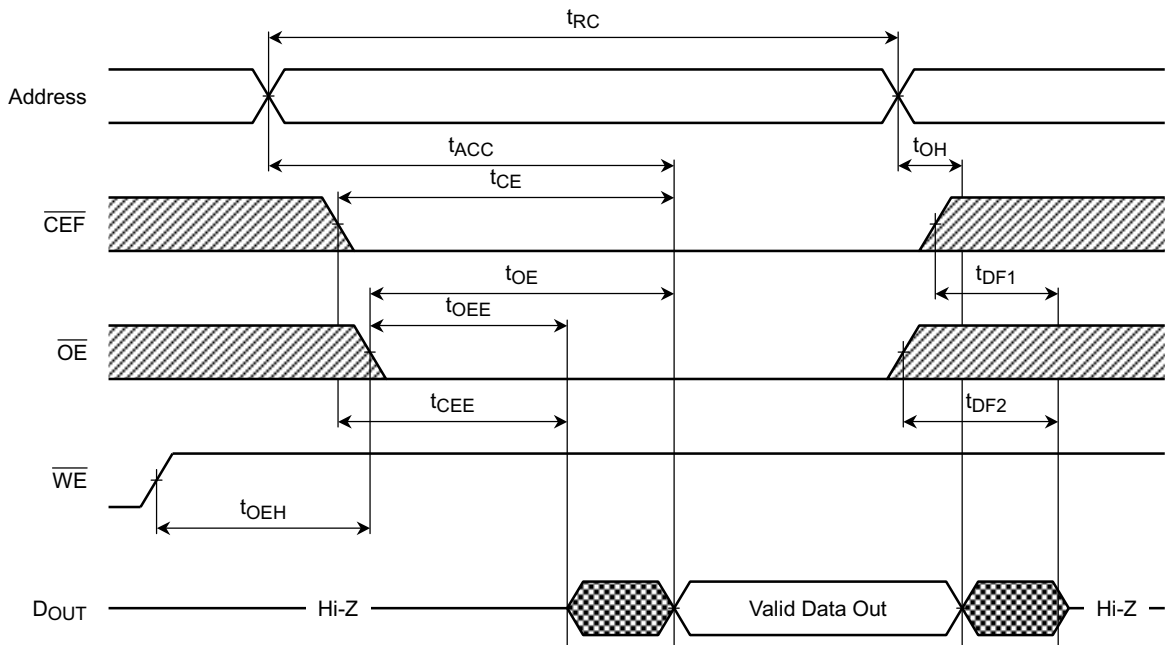 tRC
Address
tACC
tOH
tCE
CEF
tOE
tDF1
tOEE
OE
tCEE
tDF2
WE
tOEH
DOUT
Hi-Z
Valid Data Out
Hi-Z